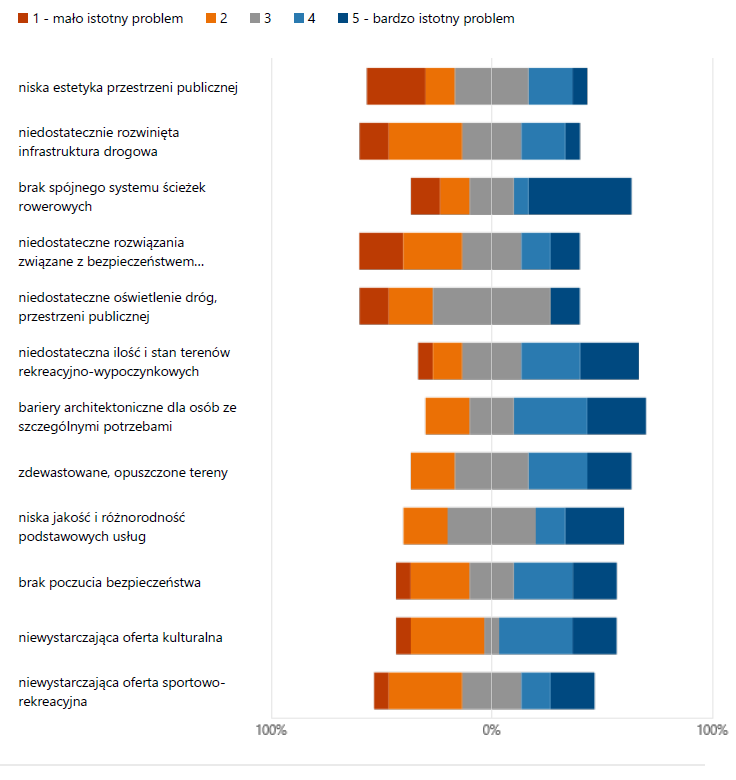 1 - mało istotny problem 2 3 4 5 - bardzo istotny problem
niska estetyka przestrzeni publicznej
niedostatecznie rozwinięta
infrastruktura drogowa
brak spójnego systemu ścieżek
rowerowych
niedostateczne rozwiązania
związane z bezpieczeństwem...
niedostateczne oświetlenie dróg,
przestrzeni publicznej
niedostateczna ilość i stan terenów
rekreacyjno-wypoczynkowych
bariery architektoniczne dla osób ze
szczególnymi potrzebami
zdewastowane, opuszczone tereny
niska jakość i różnorodność
podstawowych usług
brak poczucia bezpieczeństwa
niewystarczająca oferta kulturalna
niewystarczająca oferta sportowo-
rekreacyjna
100% 0% 100%